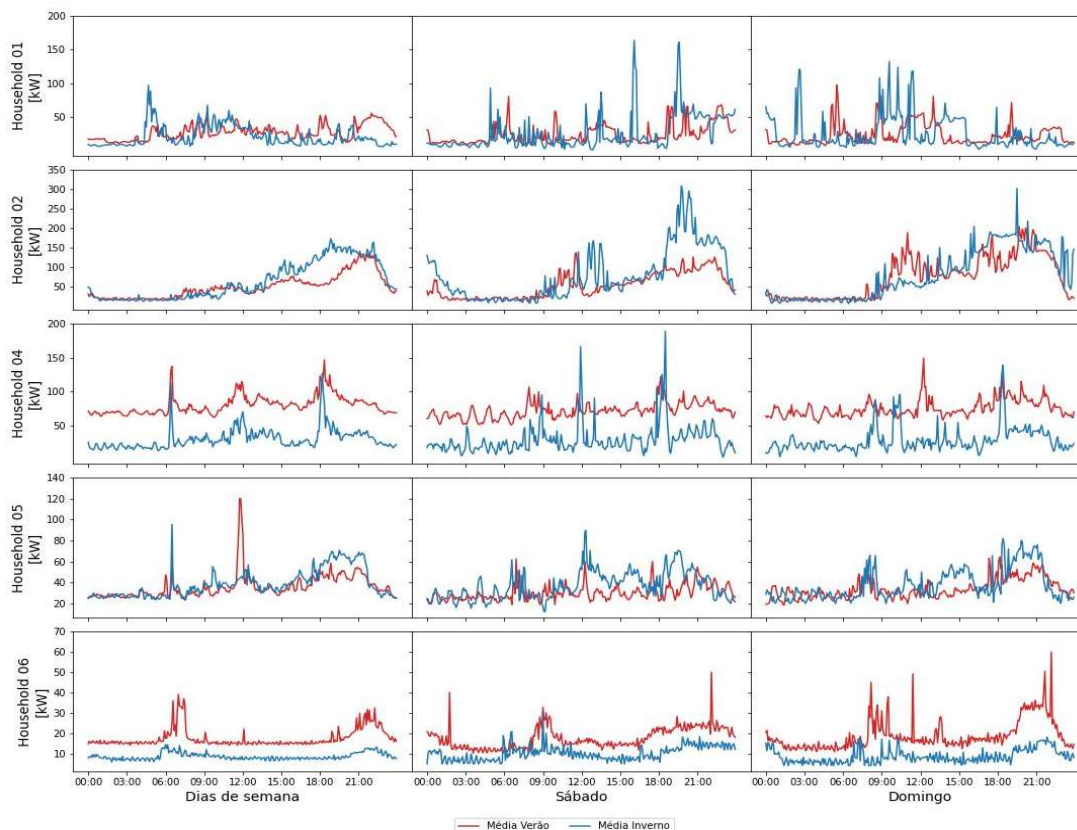 Household 01
[kW]
200
150
100
50
Household 02
[kW]
350
300
250
200
150
100
50
Household 04
[kW]
200
150
100
50
Household 05
[kW]
140
120
100
80
60
40
20
Household 06
[kW]
70
60
50
40
30
20
10
00:00 03:00 06:00 09:00 12:00 15:00 18:00 21:00
00:00 03:00 06:00 09:00 12:00 15:00 18:00 21:00
00:00 03:00 06:00 09:00 12:00 15:00 18:00 21:00
Dias de semana
Sábado
Domingo
Média Verão
Média Inverno